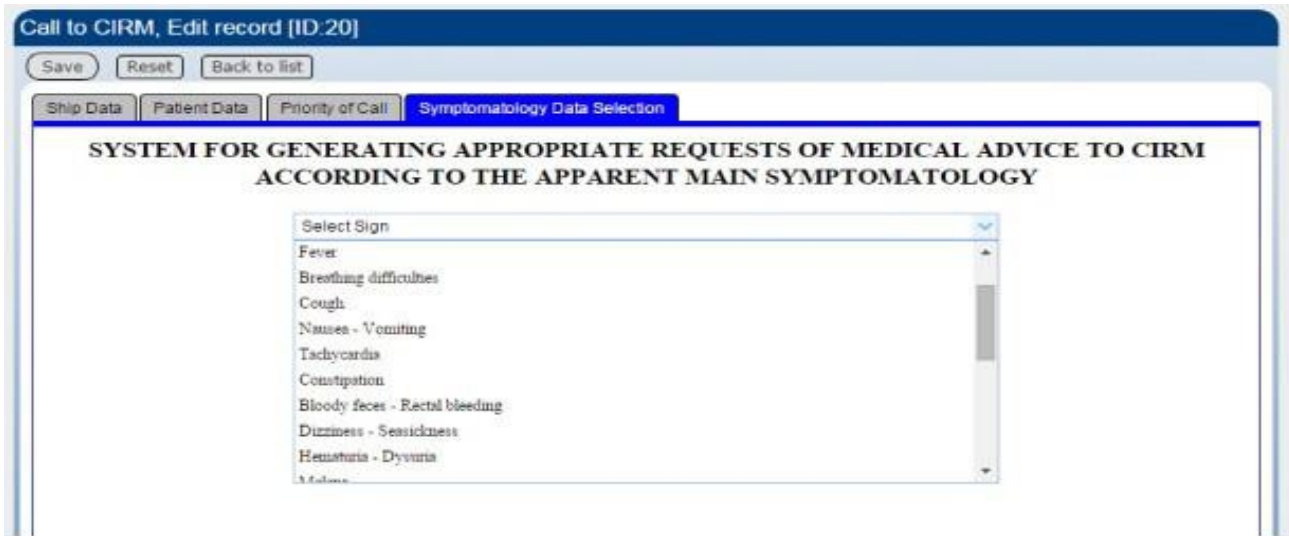 Call to CIRM, Edit record [ID:20]
Save Reset Back to list
Ship Data Patient Data Priority of Call Symptomatology Data Selection
SYSTEM FOR GENERATING APPROPRIATE REQUESTS OF MEDICAL ADVICE TO CIRM
ACCORDING TO THE APPARENT MAIN SYMPTOMATOLOGY
Select Sign
Fever
Breathing difficulties
Cough
Nausea - Vomiting
Tachycardia
Constipation
Bloody feces - Rectal bleeding
Dizziness - Seasickness
Hematuria - Dysuria